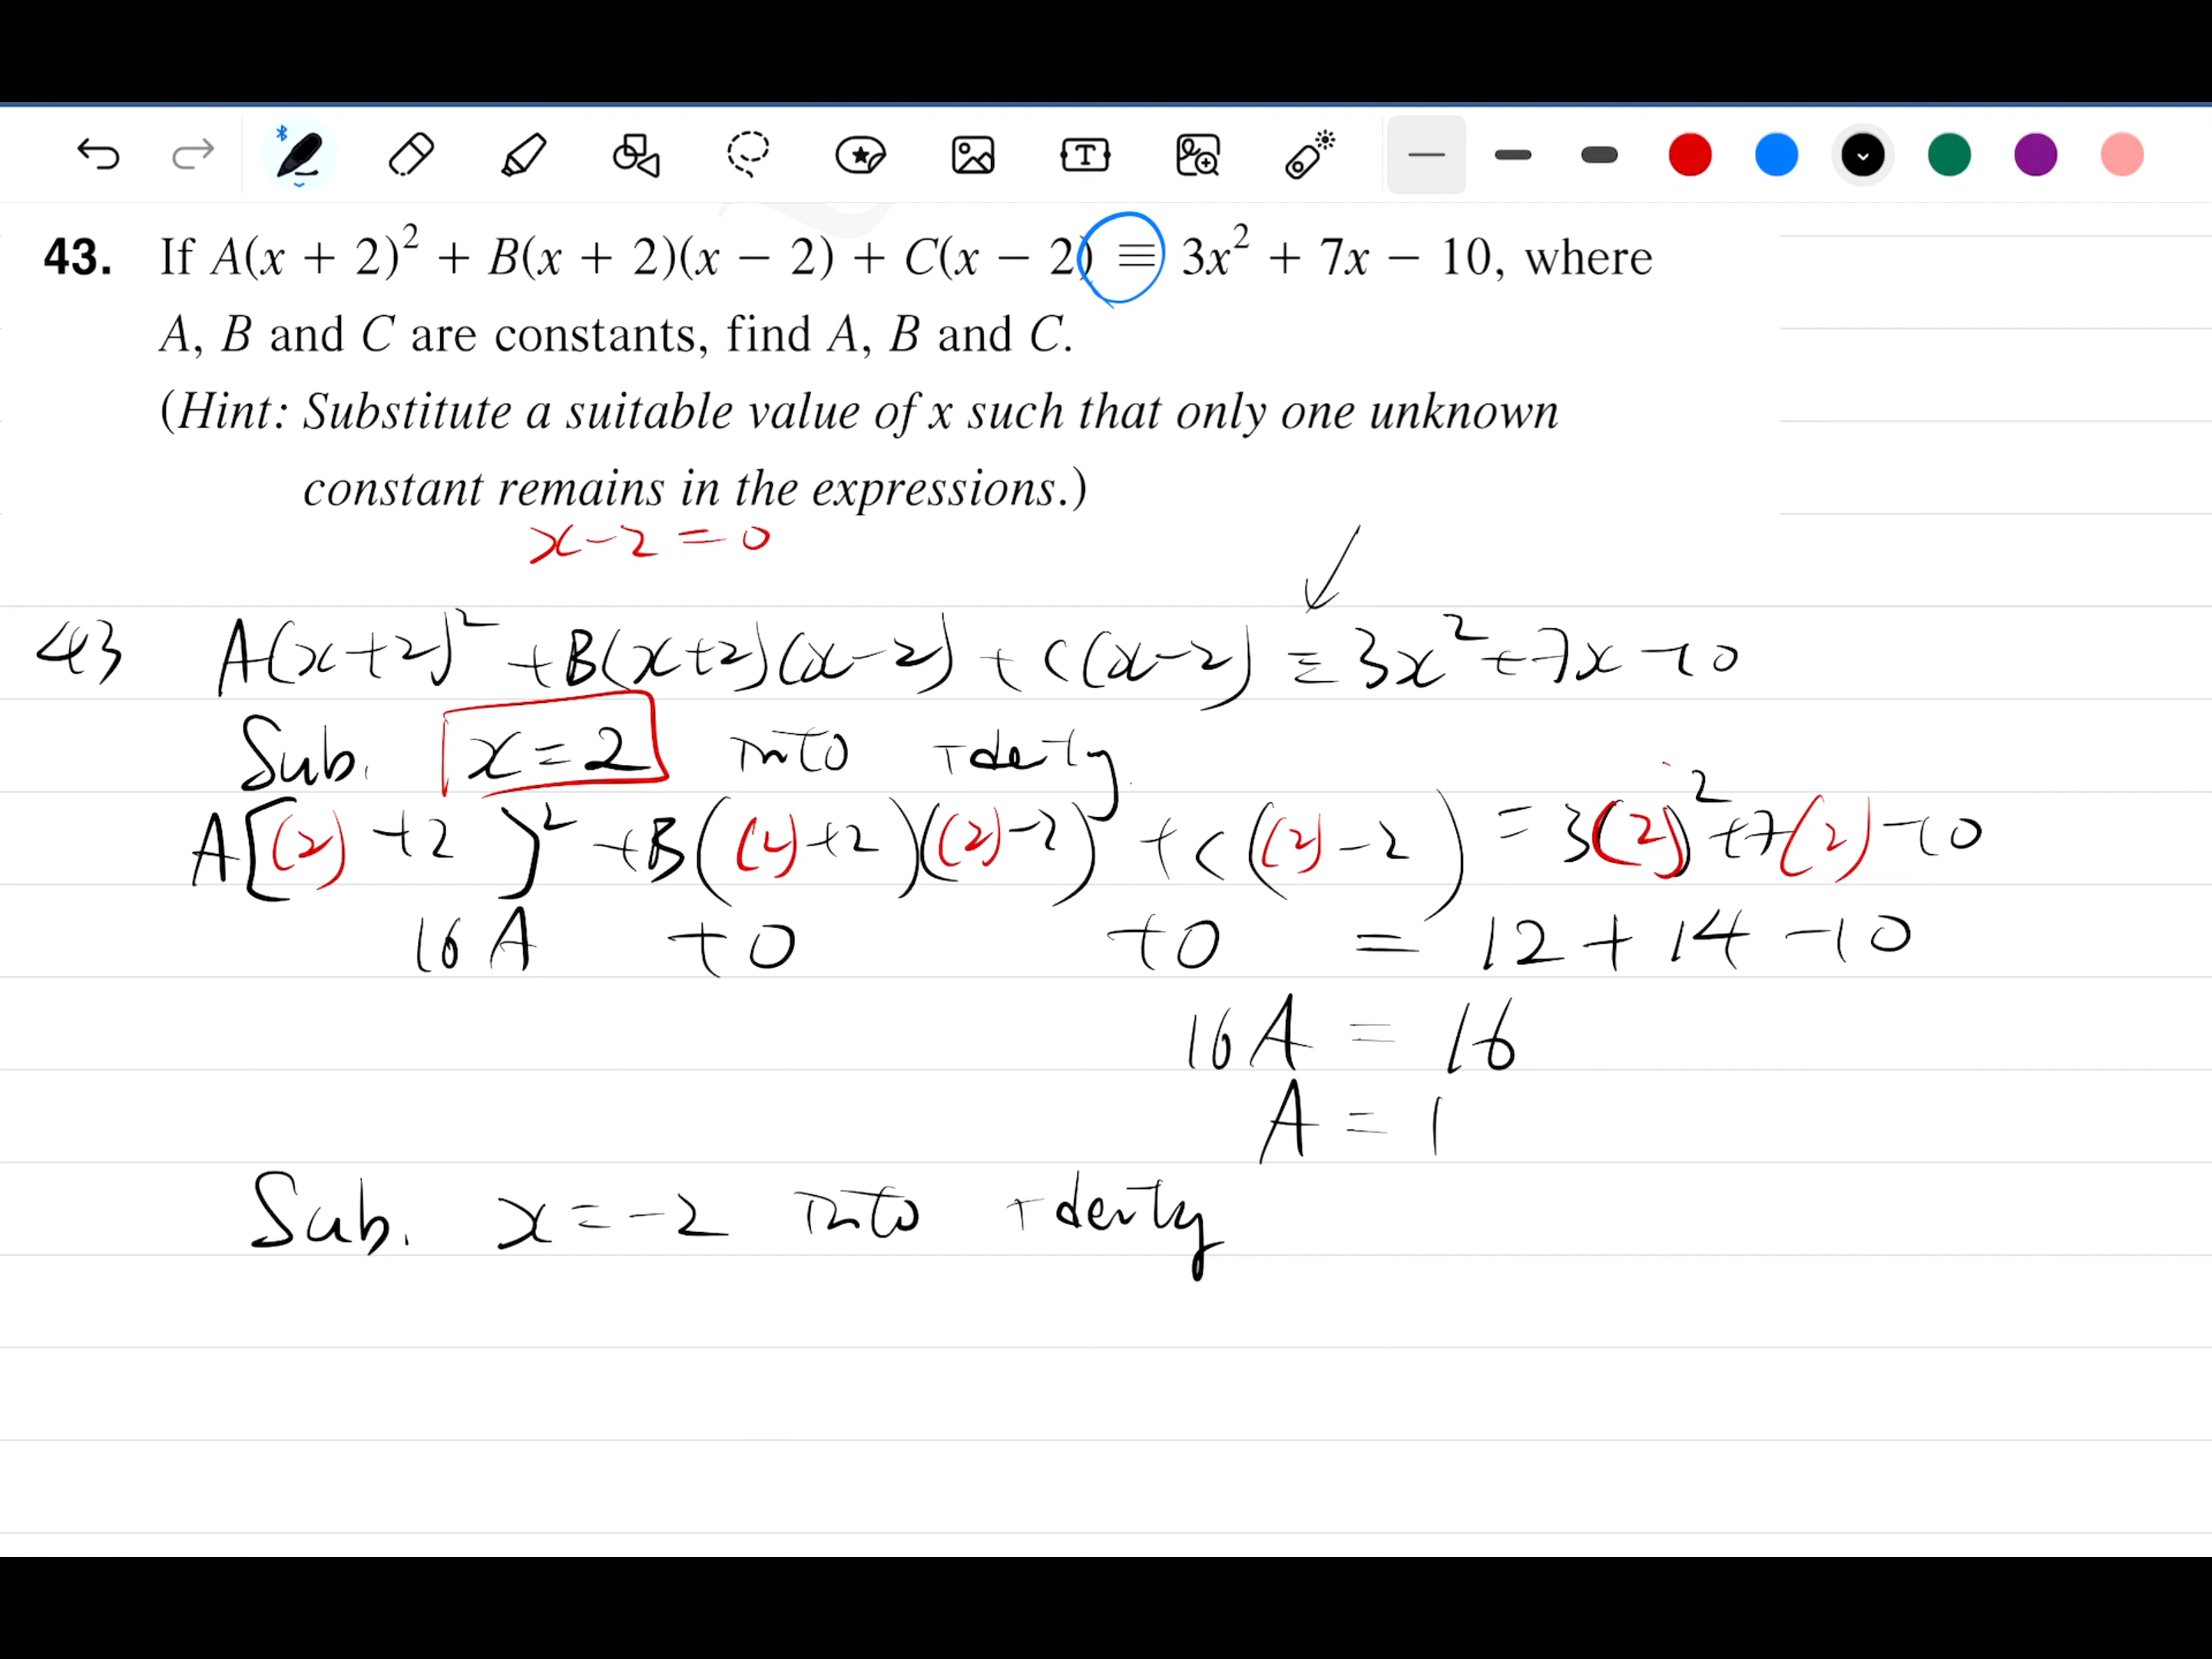 43. If A(x + 2)² + B(x + 2)(x − 2) + C(x − 2) ≡ 3x² + 7x − 10, where
A, B and C are constants, find A, B and C.
(Hint: Substitute a suitable value of x such that only one unknown
constant remains in the expressions.)
x−2=0
43 A(x+2)² +B(x+2)(x−2) + C(x−2) ≡ 3x²+7x−10
Sub. x=2 into
A[(2)+2]² +B((2)+2)((2)−2) +C((2)−2) = 3(2)²+7(2)−10
16A +0 +0 = 12+14−10
16A = 16
A = 1
Sub. x=−2 into